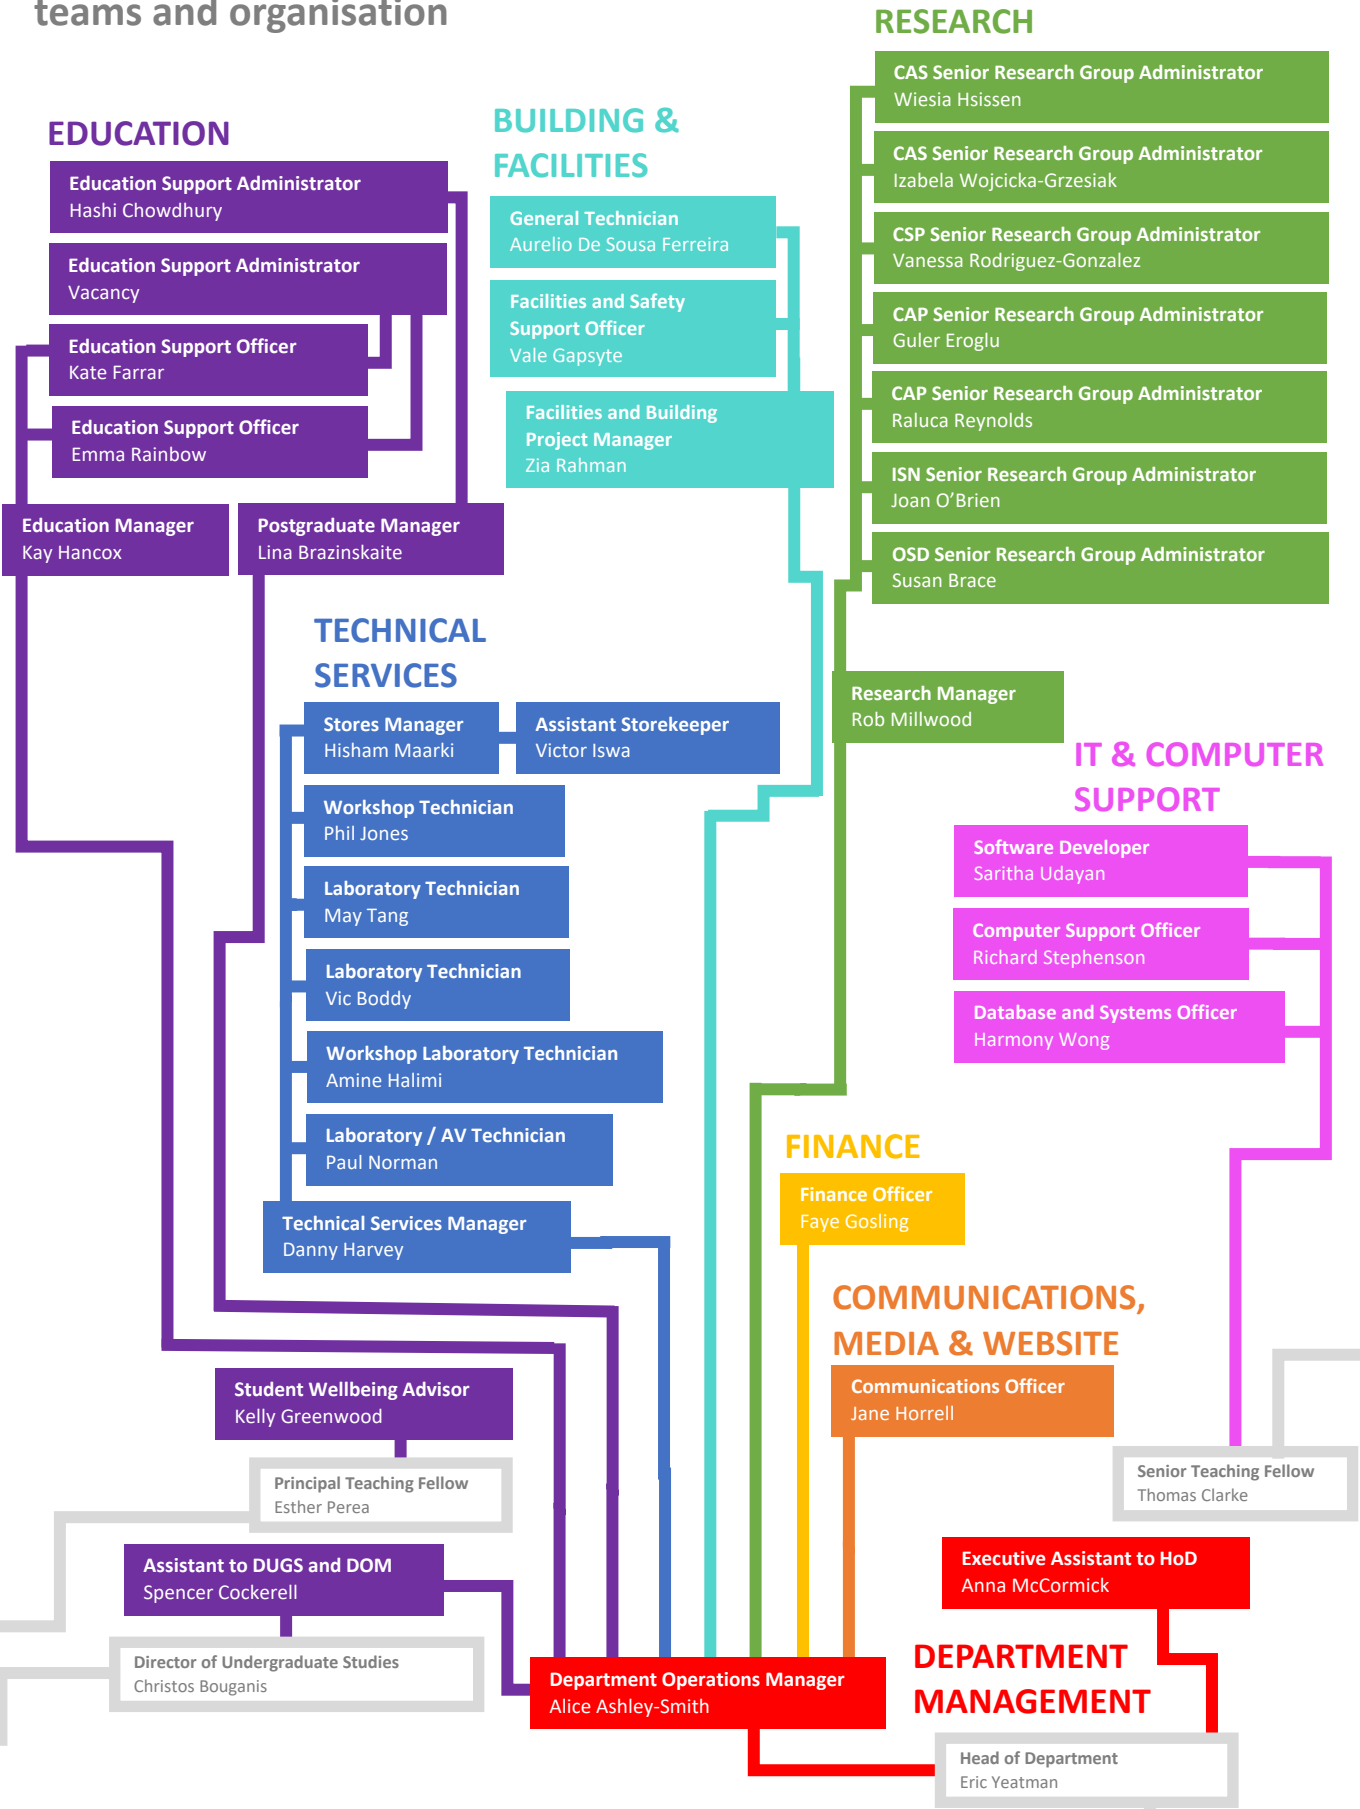 teams and organisation
RESEARCH
CAS Senior Research Group Administrator
Wiesia Hsissen
CAS Senior Research Group Administrator
Izabela Wojcicka-Grzesiak
CSP Senior Research Group Administrator
Vanessa Rodriguez-Gonzalez
CAP Senior Research Group Administrator
Guler Eroglu
CAP Senior Research Group Administrator
Raluca Reynolds
ISN Senior Research Group Administrator
Joan O’Brien
OSD Senior Research Group Administrator
Susan Brace
Research Manager
Rob Millwood
EDUCATION
Education Support Administrator
Hashi Chowdhury
Education Support Administrator
Vacancy
Education Support Officer
Kate Farrar
Education Support Officer
Emma Rainbow
Education Manager
Kay Hancox
Postgraduate Manager
Lina Brazinskaite
BUILDING &
FACILITIES
General Technician
Aurelio De Sousa Ferreira
Facilities and Safety
Support Officer
Vale Gapsyte
Facilities and Building
Project Manager
Zia Rahman
TECHNICAL
SERVICES
Stores Manager
Hisham Maarki
Assistant Storekeeper
Victor Iswa
Workshop Technician
Phil Jones
Laboratory Technician
May Tang
Laboratory Technician
Vic Boddy
Workshop Laboratory Technician
Amine Halimi
Laboratory / AV Technician
Paul Norman
Technical Services Manager
Danny Harvey
IT & COMPUTER
SUPPORT
Software Developer
Saritha Udayan
Computer Support Officer
Richard Stephenson
Database and Systems Officer
Harmony Wong
FINANCE
Finance Officer
Faye Gosling
COMMUNICATIONS,
MEDIA & WEBSITE
Communications Officer
Jane Horrell
Student Wellbeing Advisor
Kelly Greenwood
Principal Teaching Fellow
Esther Perea
Senior Teaching Fellow
Thomas Clarke
Assistant to DUGS and DOM
Spencer Cockerell
Director of Undergraduate Studies
Christos Bouganis
Executive Assistant to HoD
Anna McCormick
DEPARTMENT
MANAGEMENT
Department Operations Manager
Alice Ashley-Smith
Head of Department
Eric Yeatman